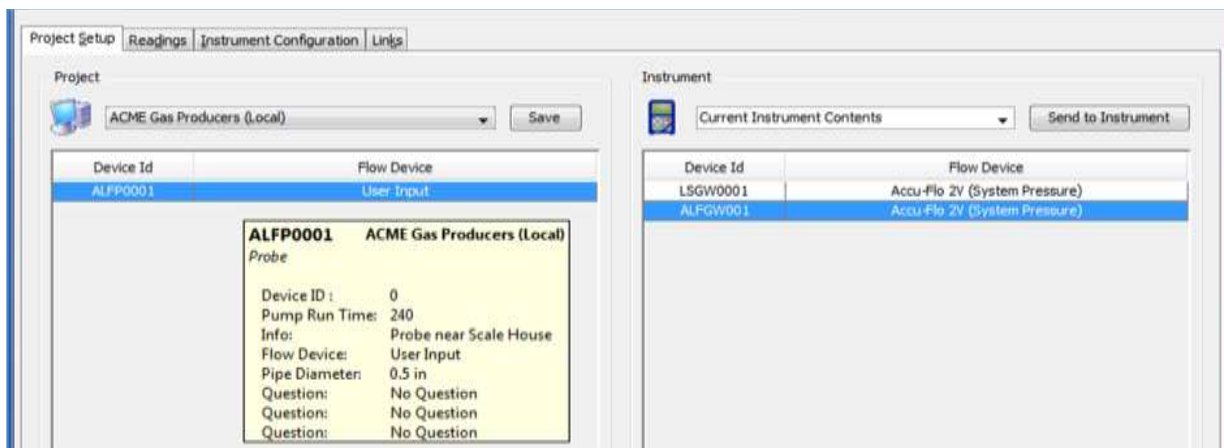 Project Setup Readings Instrument Configuration Links
Project
ACME Gas Producers (Local) Save
Device Id Flow Device
ALFP0001 User Input
ALFP0001 ACME Gas Producers (Local)
Probe
Device ID : 0
Pump Run Time: 240
Info: Probe near Scale House
Flow Device: User Input
Pipe Diameter: 0.5 in
Question: No Question
Question: No Question
Question: No Question
Instrument
Current Instrument Contents Send to Instrument
Device Id Flow Device
LSGW0001 Accu-Flo 2V (System Pressure)
ALFGW001 Accu-Flo 2V (System Pressure)